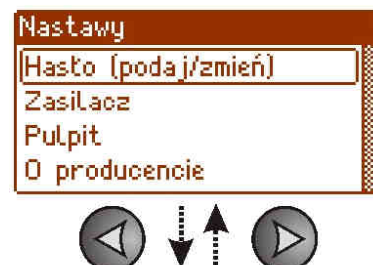 Nastawy
Hasło (podaj/zmień)
Zasilacz
Pulpit
O producencie